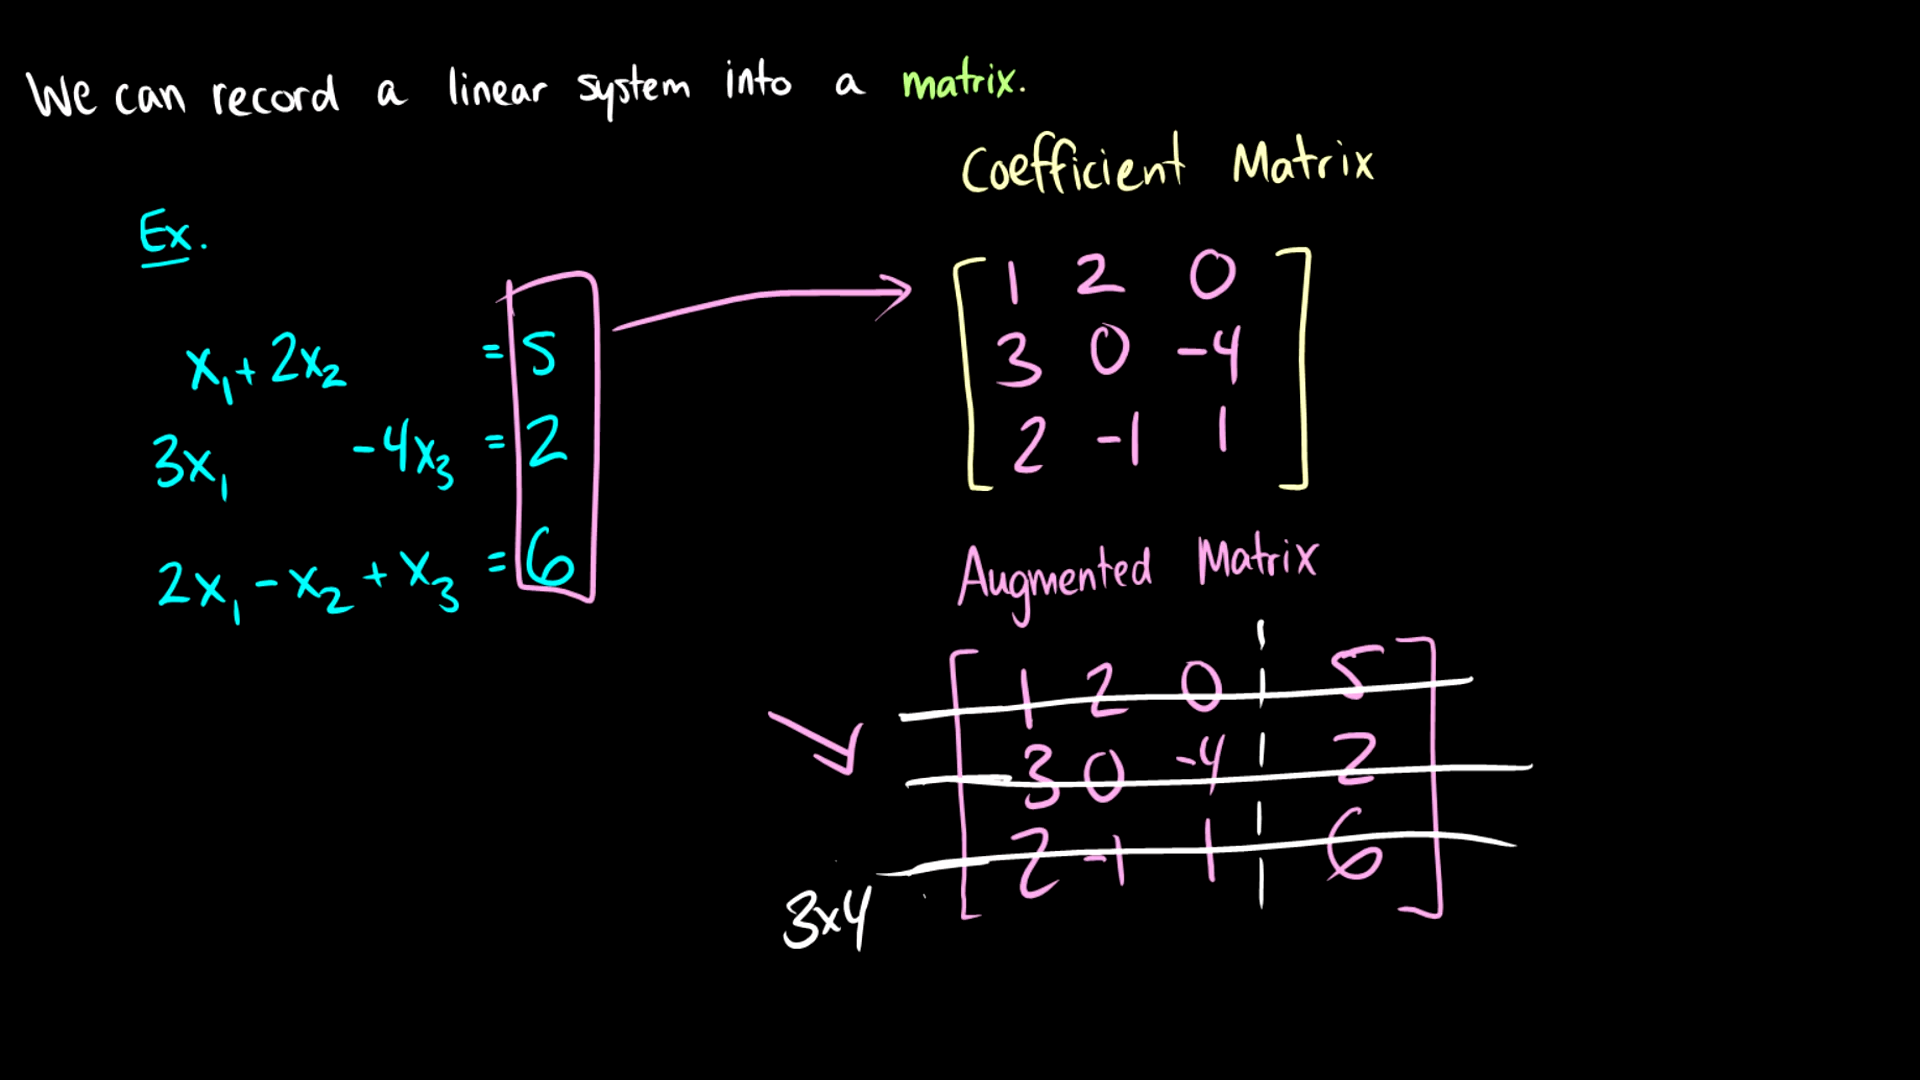 We can record a linear system into a matrix.
Coefficient Matrix
Ex.
1 2 0
3 0 -4
2 -1 1
x₁ + 2x₂ = 5
3x₁ -4x₃ = 2
2x₁ - x₂ + x₃ = 6
Augmented Matrix
1 2 0 5
3 0 -4 2
2 -1 1 6
3x4